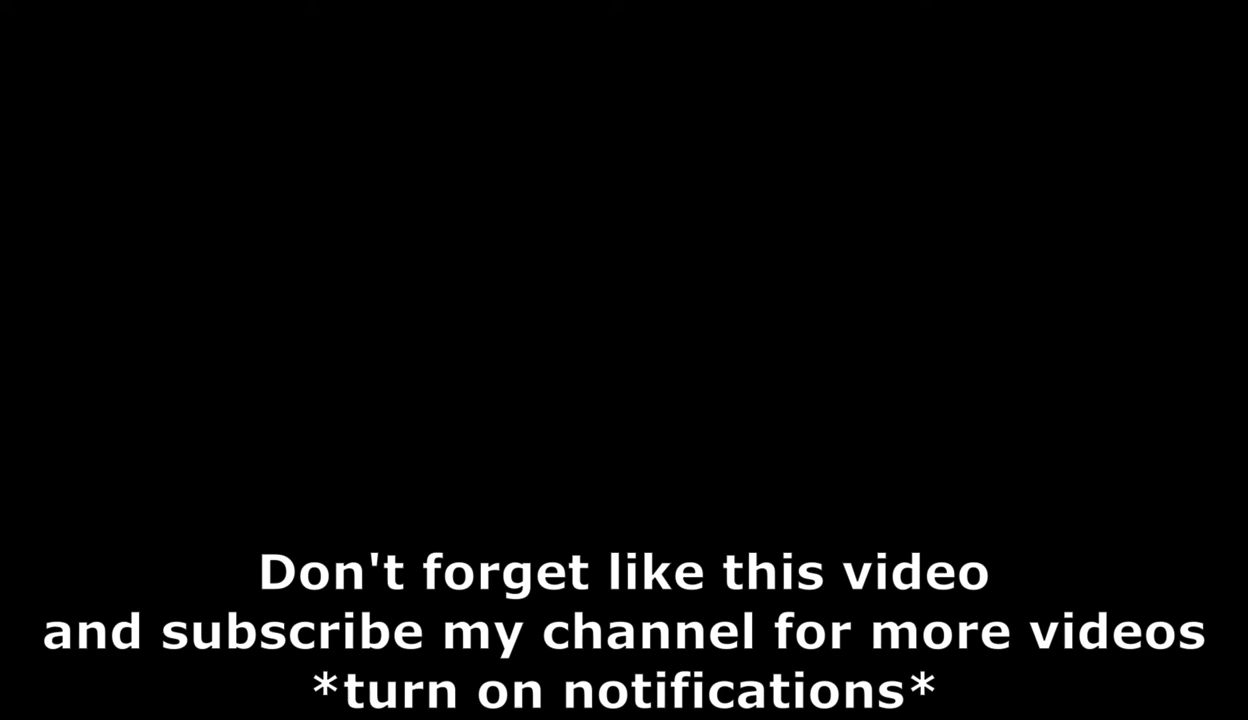 Don't forget like this video
and subscribe my channel for more videos
*turn on notifications*